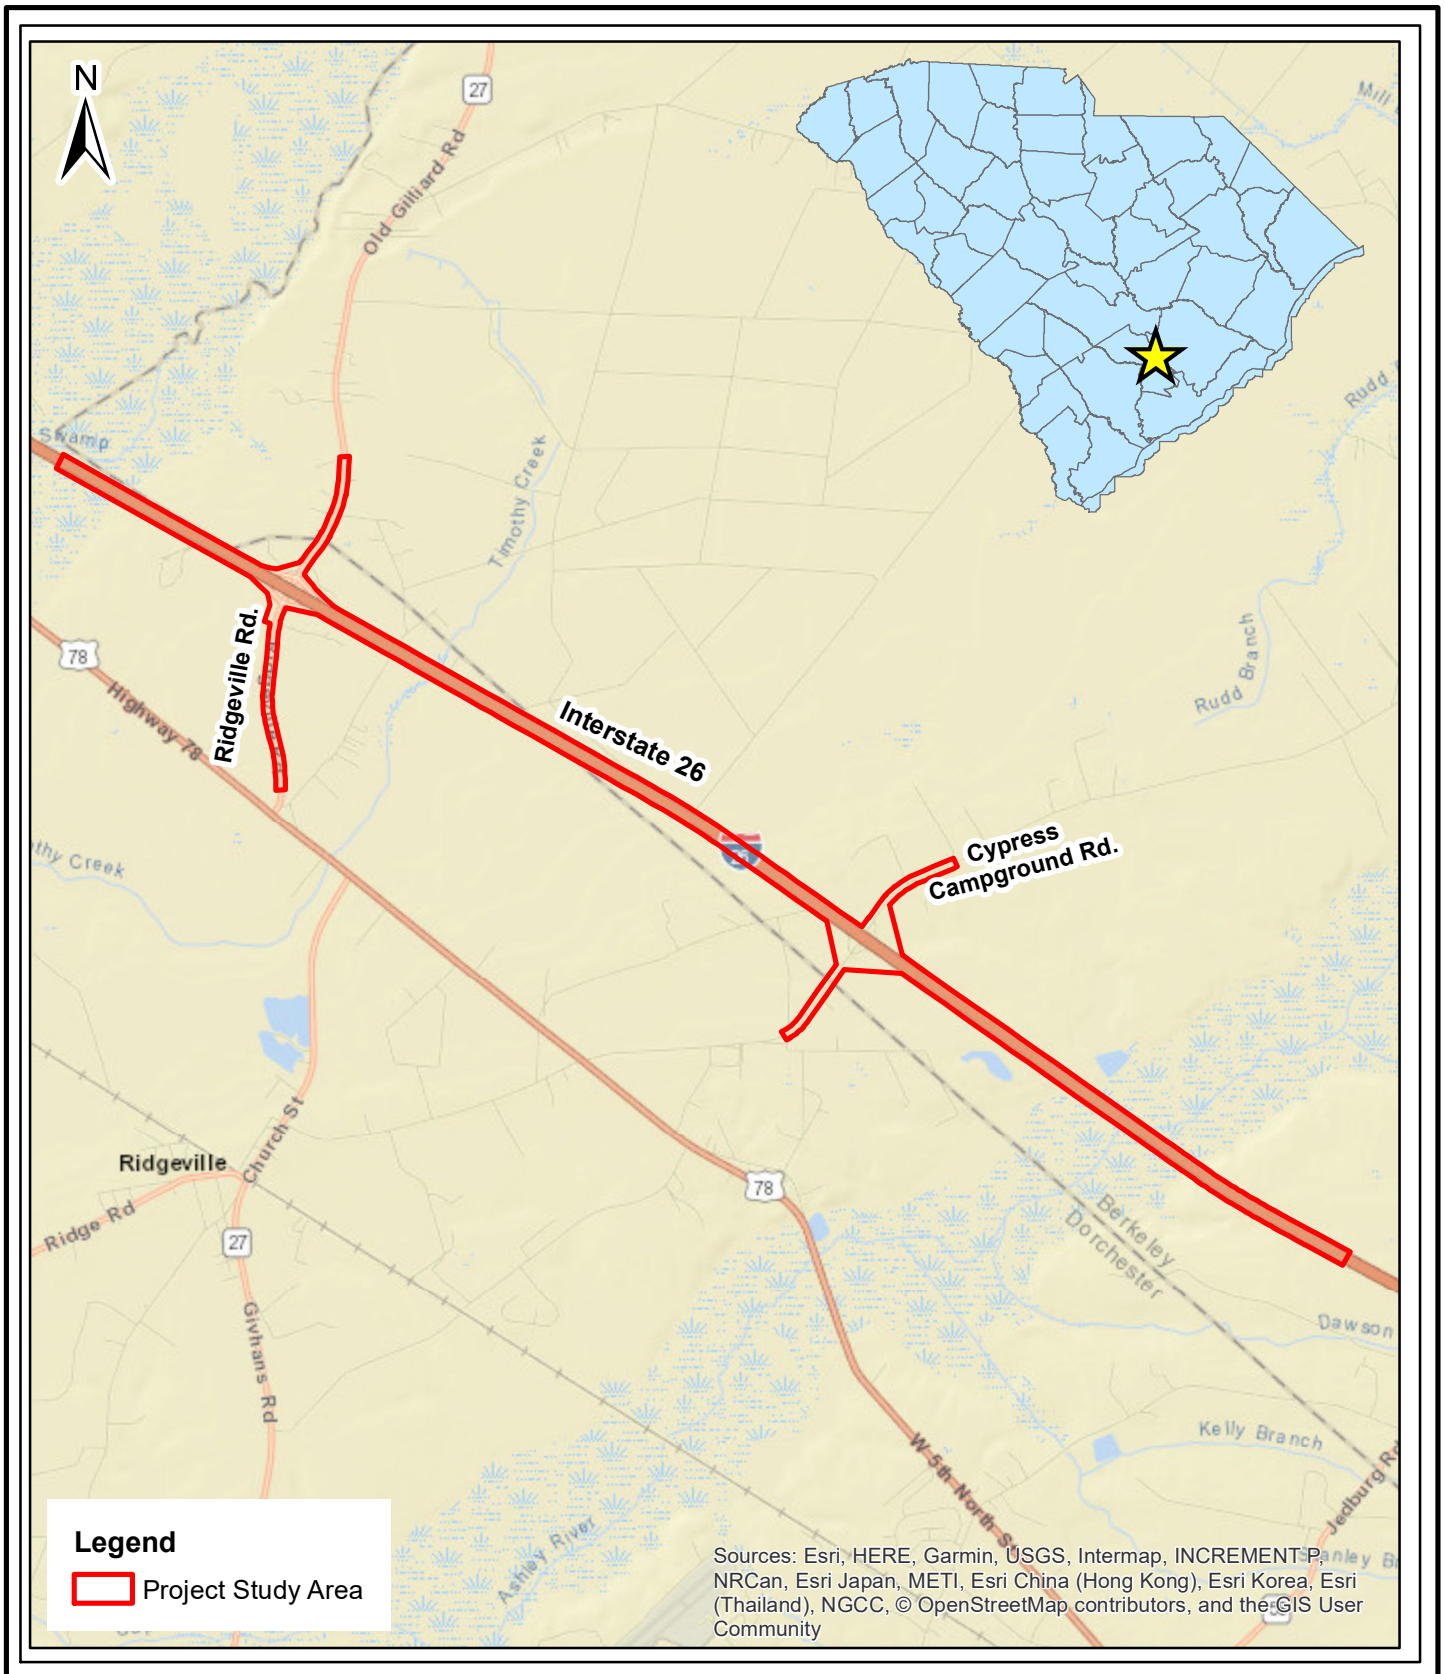 N
27
Mill
Old Gilliard Rd
Rudd
Swamp
Timothy Creek
78
Highway 78
Ridgeville Rd.
Rudd Branch
Interstate 26
Cypress
Campground Rd.
thy Creek
Church St
Ridgeville
Ridge Rd
27
78
Berkeley
Dorchester
Givhans Rd
Dawson
Kelly Branch
W 5th North St
Jedburg Rd
Ashley River
Legend
Project Study Area
Sources: Esri, HERE, Garmin, USGS, Intermap, INCREMENT P,
NRCan, Esri Japan, METI, Esri China (Hong Kong), Esri Korea, Esri
(Thailand), NGCC, © OpenStreetMap contributors, and the GIS User
Community